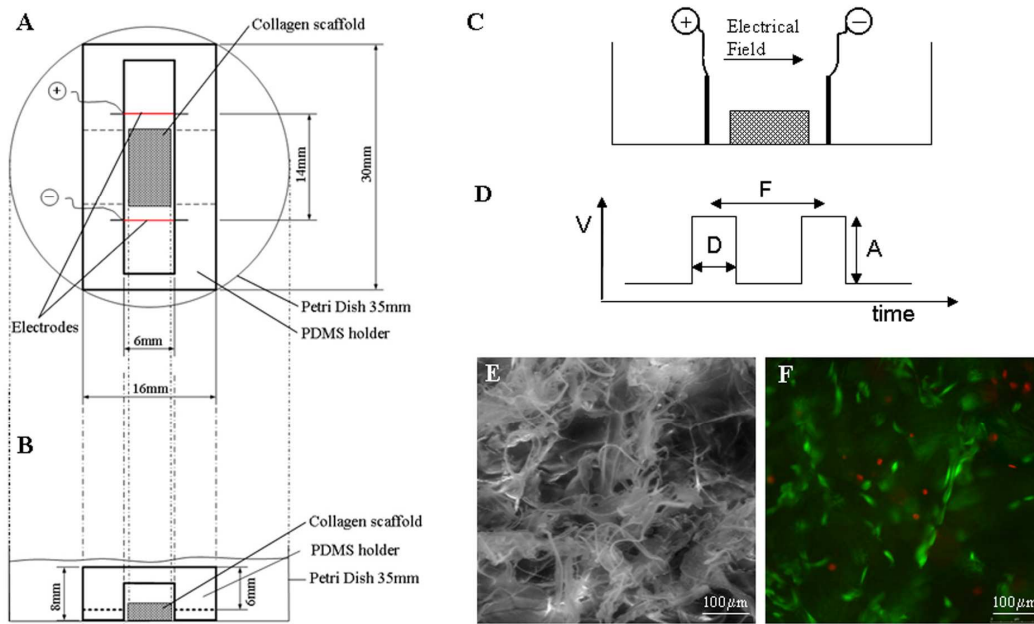 A
Collagen scaffold
+
−
14mm
30mm
Electrodes
Petri Dish 35mm
PDMS holder
6mm
16mm
B
Collagen scaffold
PDMS holder
Petri Dish 35mm
8mm
6mm
C
+
−
Electrical
Field
D
V
F
D
A
time
E
100μm
F
100μm